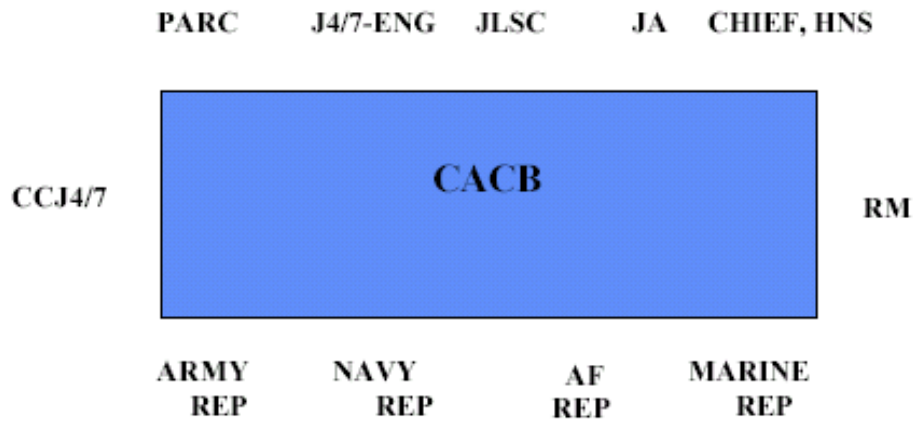 PARC J4/7-ENG JLSC JA CHIEF, HNS
CACB
CCJ4/7
RM
ARMY NAVY AF MARINE
REP REP REP REP